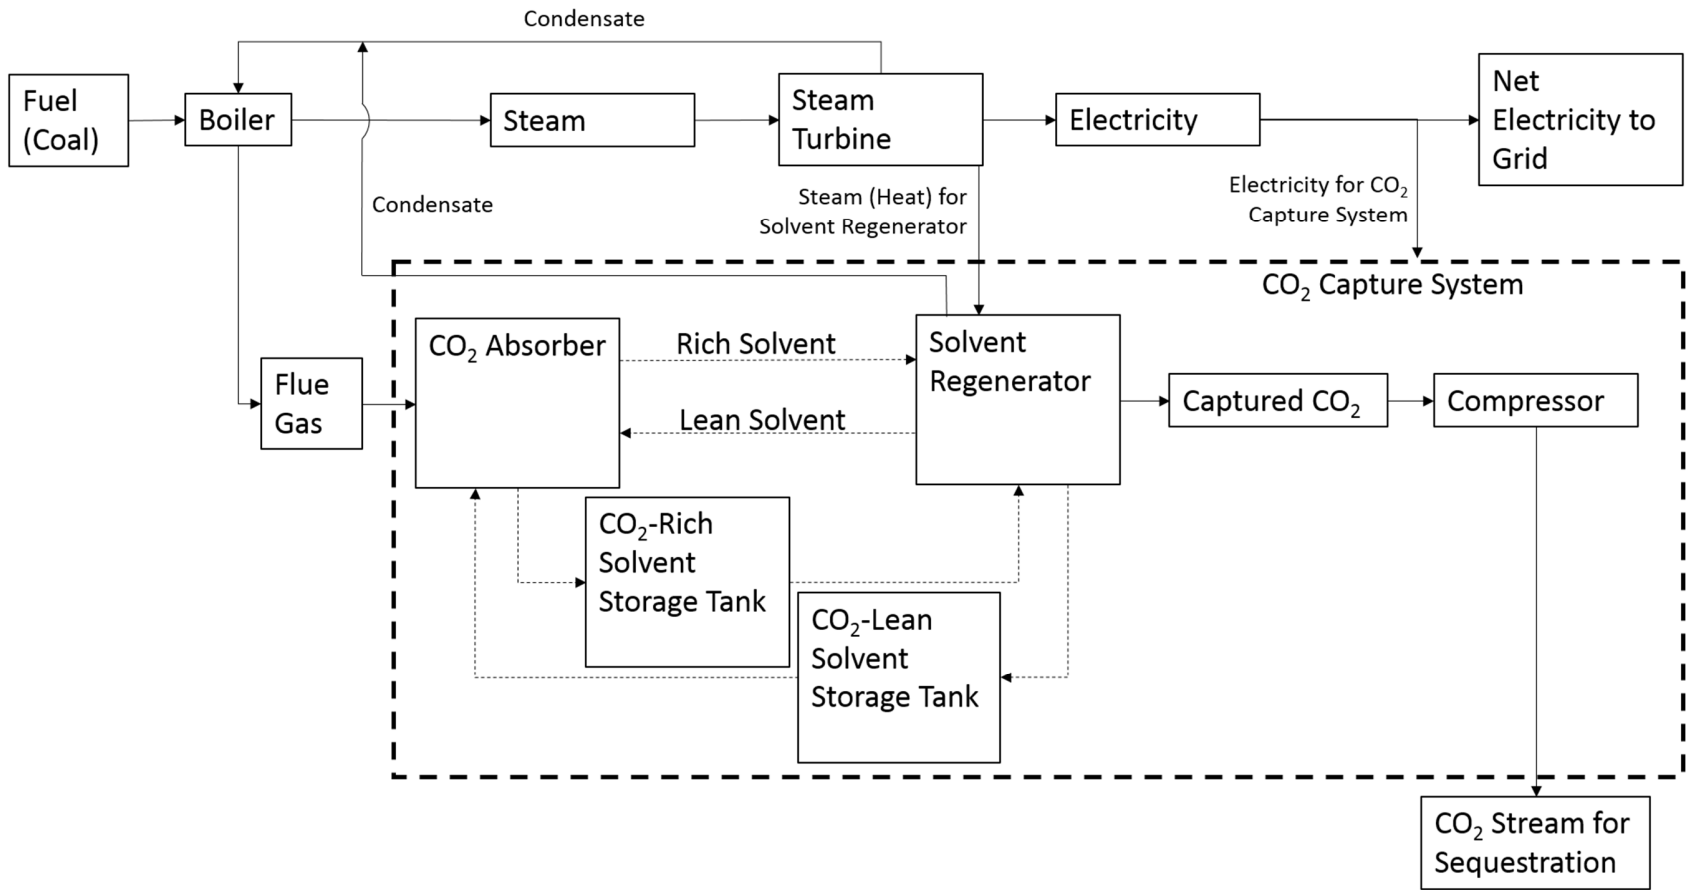 Condensate
Fuel
(Coal)
Boiler
Steam
Steam
Turbine
Electricity
Net
Electricity to
Grid
Condensate
Steam (Heat) for
Solvent Regenerator
Electricity for CO₂
Capture System
CO₂ Capture System
Flue
Gas
CO₂ Absorber
Rich Solvent
Lean Solvent
Solvent
Regenerator
Captured CO₂
Compressor
CO₂-Rich
Solvent
Storage Tank
CO₂-Lean
Solvent
Storage Tank
CO₂ Stream for
Sequestration